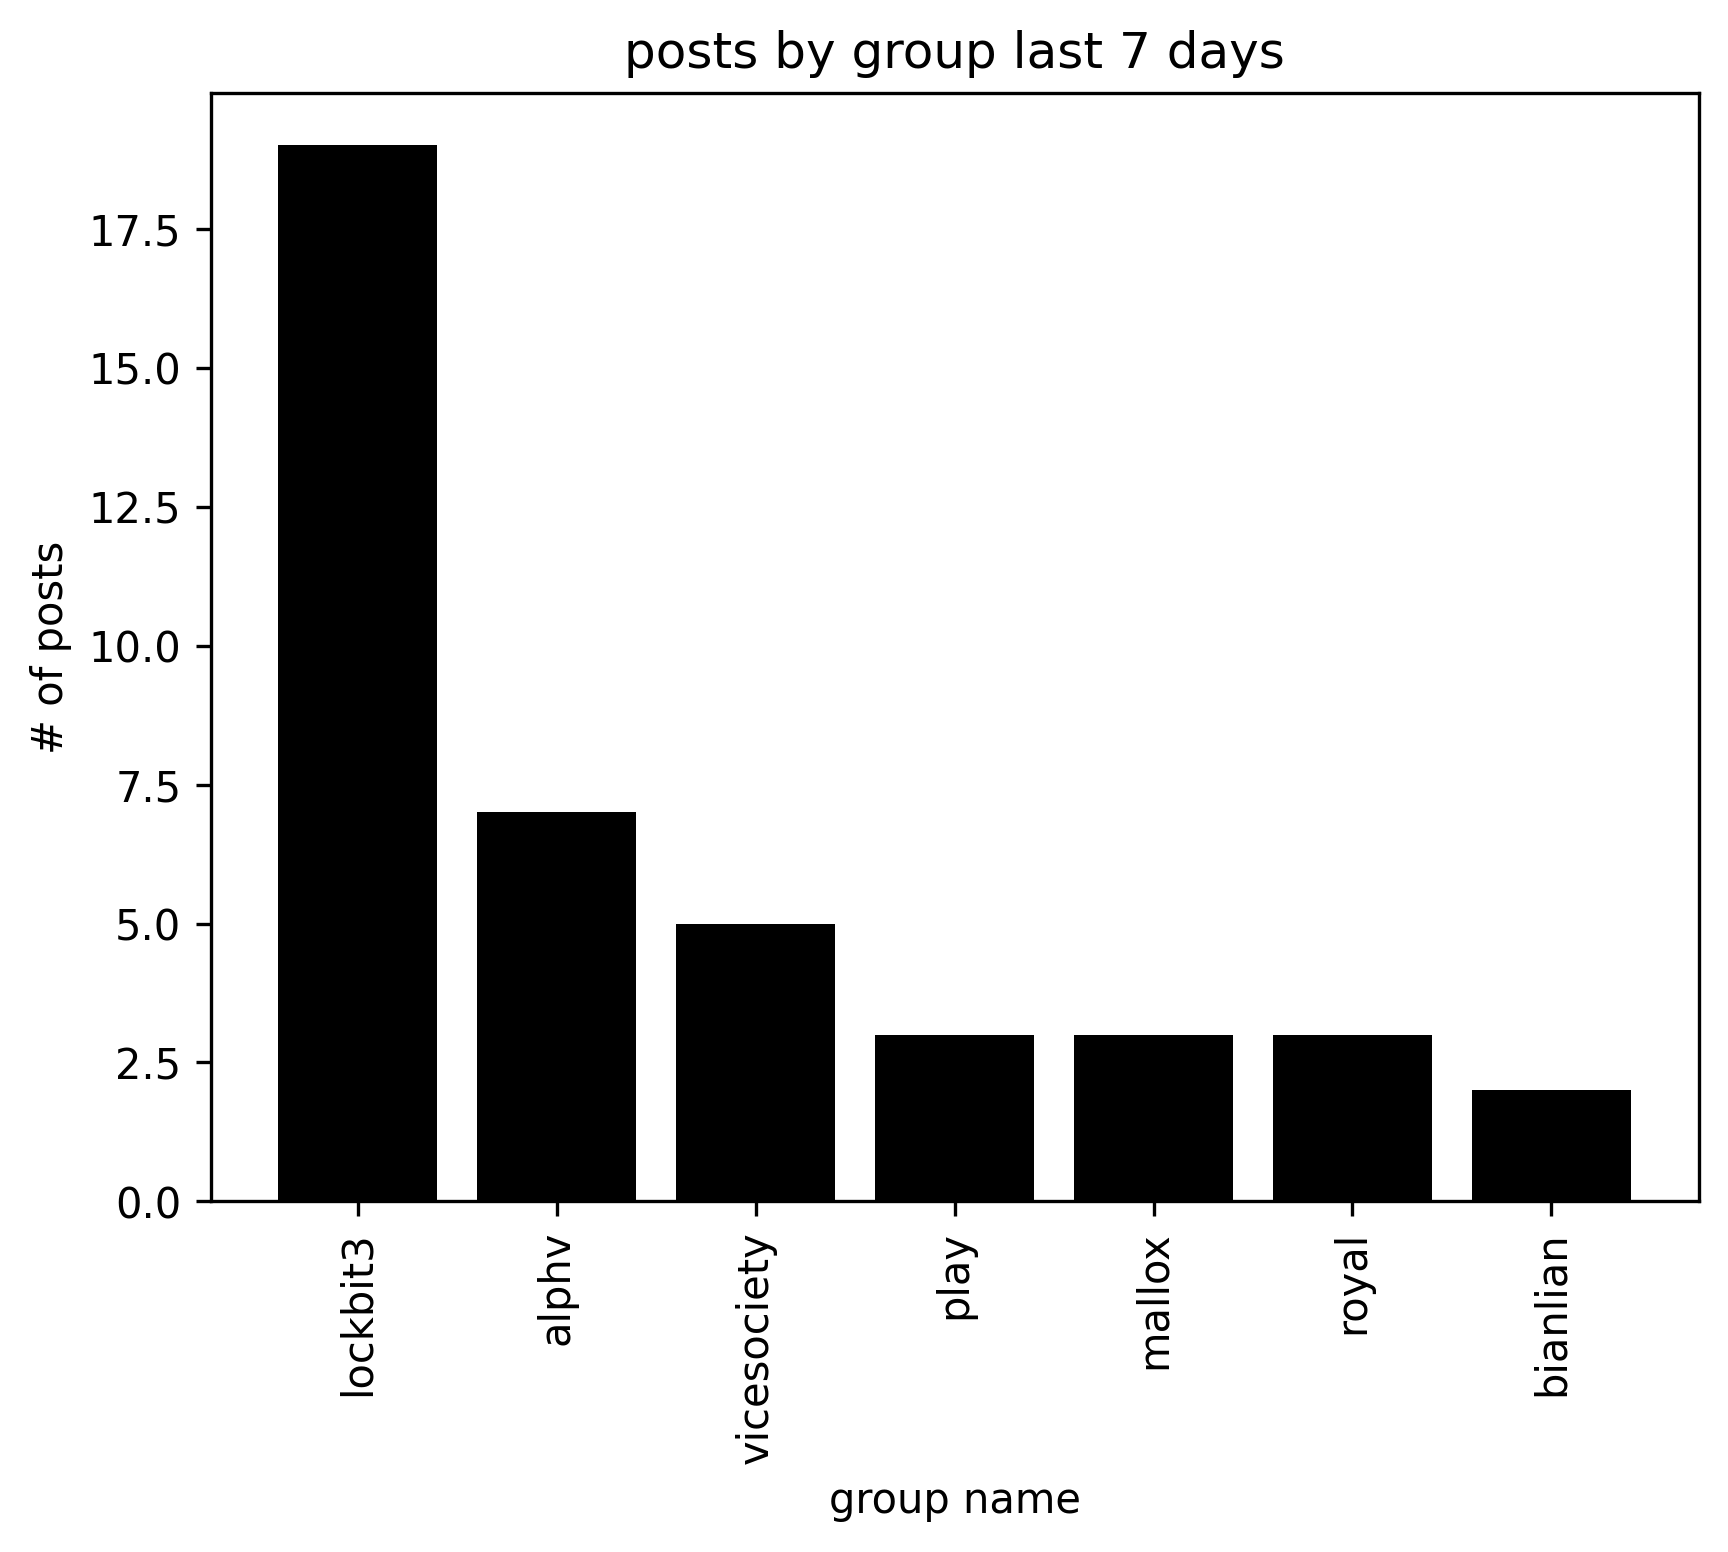 posts by group last 7 days
# of posts
17.5
15.0
12.5
10.0
7.5
5.0
2.5
0.0
lockbit3
alphv
vicesociety
play
mallox
royal
bianlian
group name